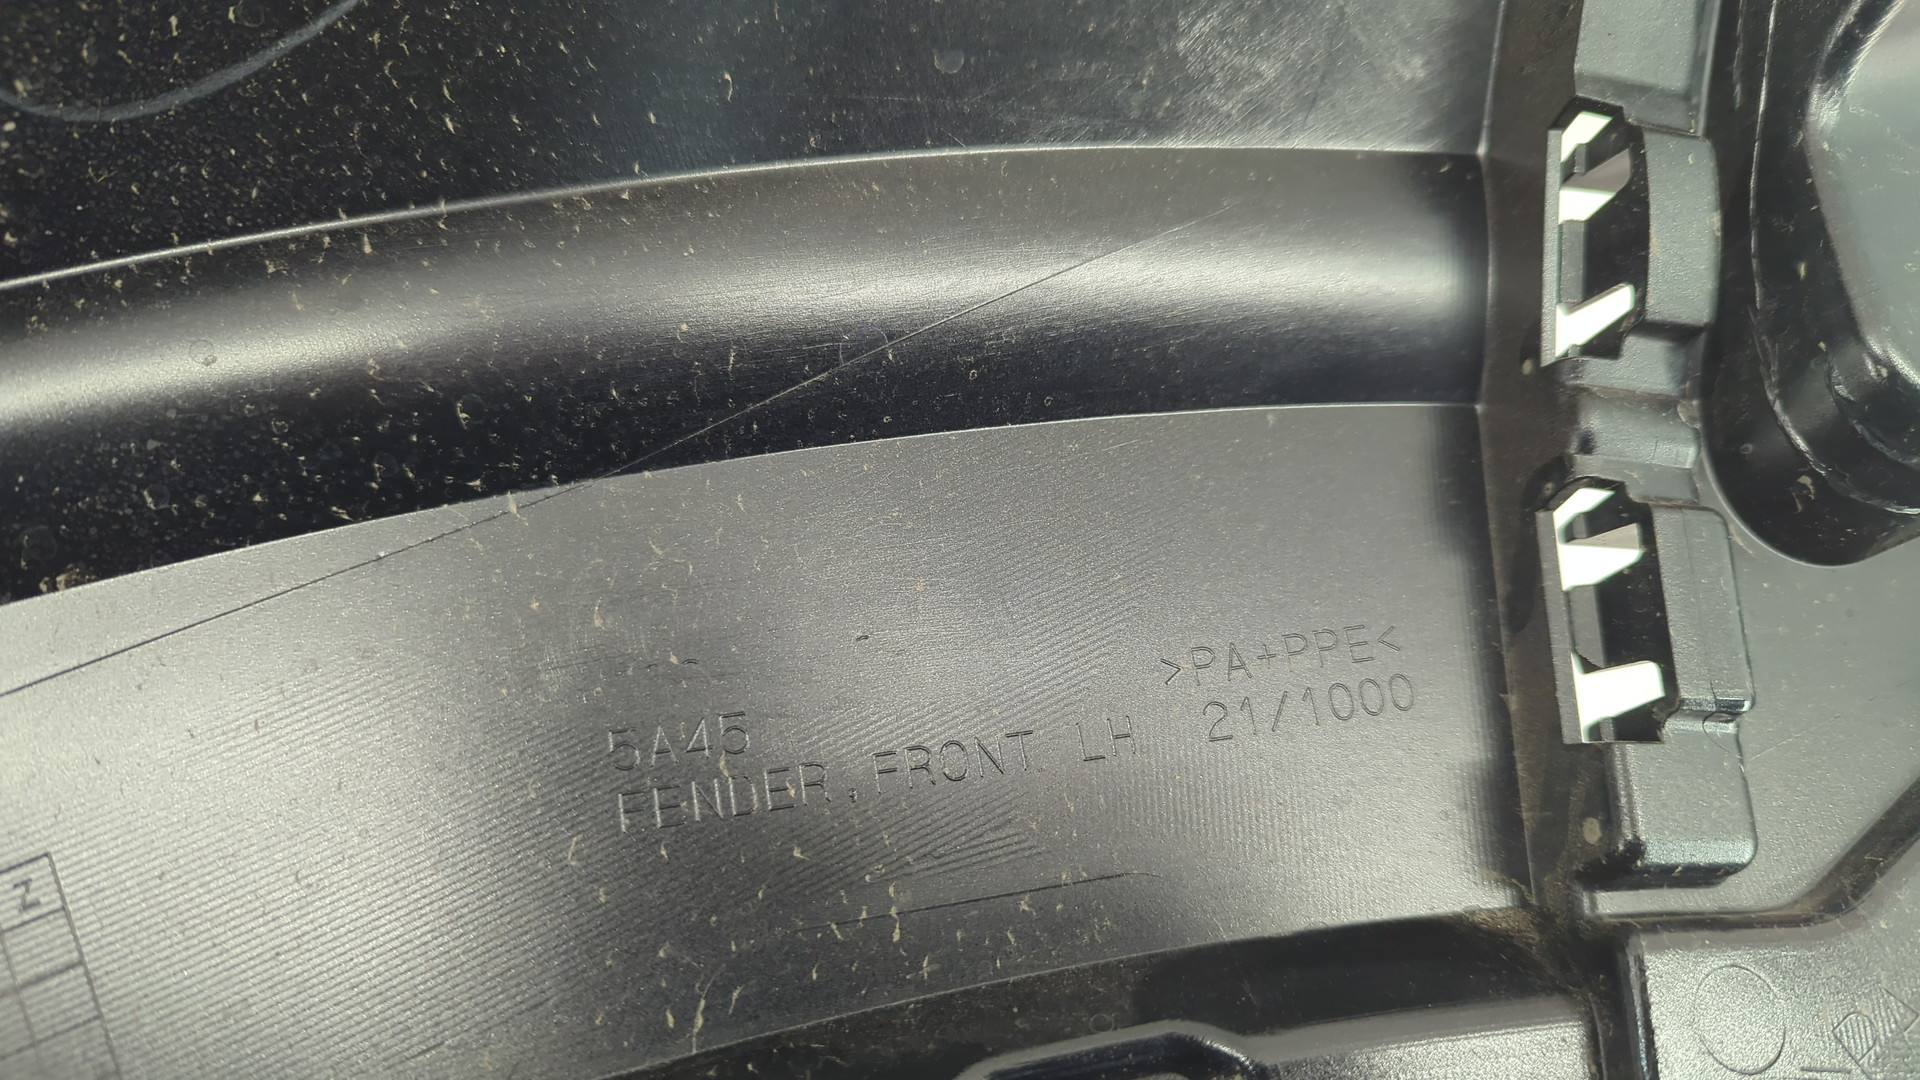 >PA+PPE<
5A45
FENDER, FRONT LH 21/1000
N